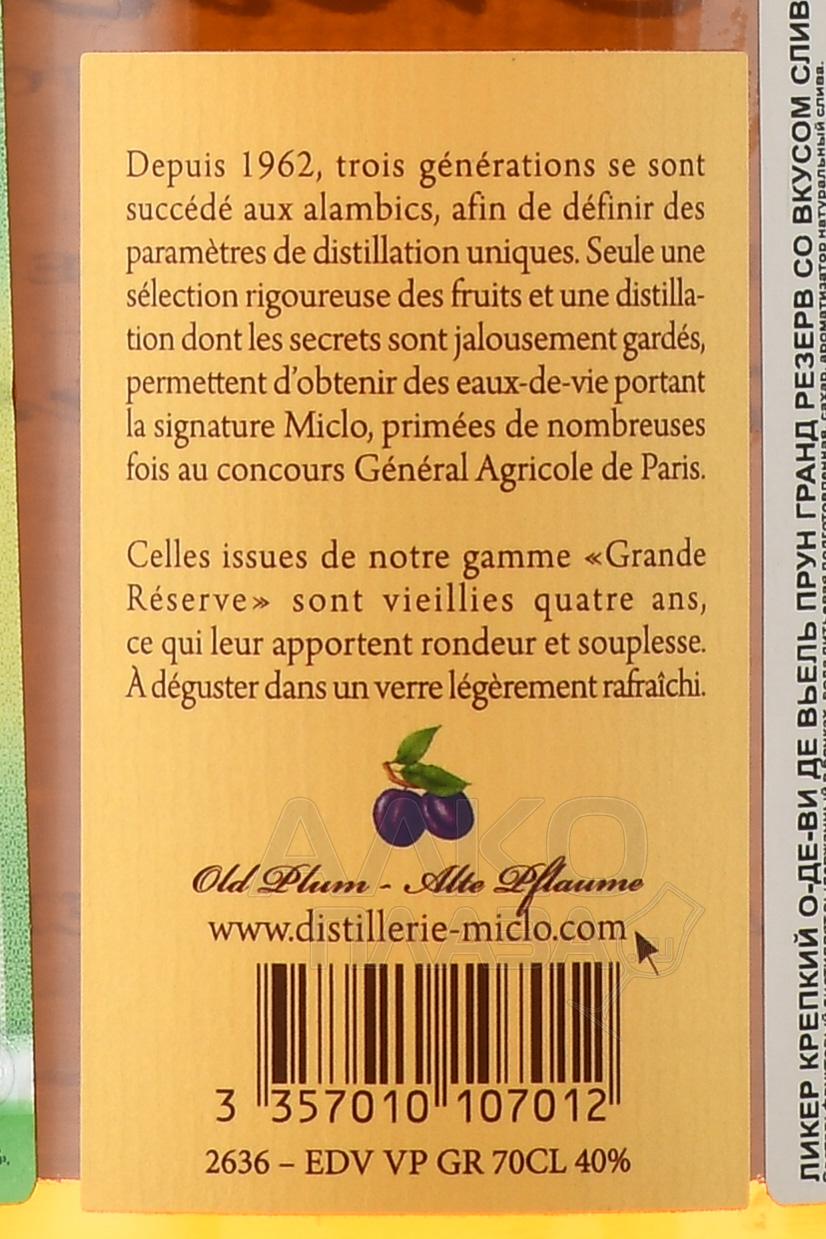 Depuis 1962, trois générations se sont
succédé aux alambics, afin de définir des
paramètres de distillation uniques. Seule une
sélection rigoureuse des fruits et une distilla-
tion dont les secrets sont jalousement gardés,
permettent d'obtenir des eaux-de-vie portant
la signature Miclo, primées de nombreuses
fois au concours Général Agricole de Paris.
Celles issues de notre gamme «Grande
Réserve» sont vieillies quatre ans,
ce qui leur apportent rondeur et souplesse.
À déguster dans un verre légèrement rafraîchi.
Old Plum - Alte Pflaume
www.distillerie-miclo.com
3 357010 107012
2636 – EDV VP GR 70CL 40%
ЛИКЕР КРЕПКИЙ О-ДЕ-ВИ ДЕ ВЬЕЛЬ ПРУН ГРАНД РЕЗЕРВ СО ВКУСОМ СЛИВ